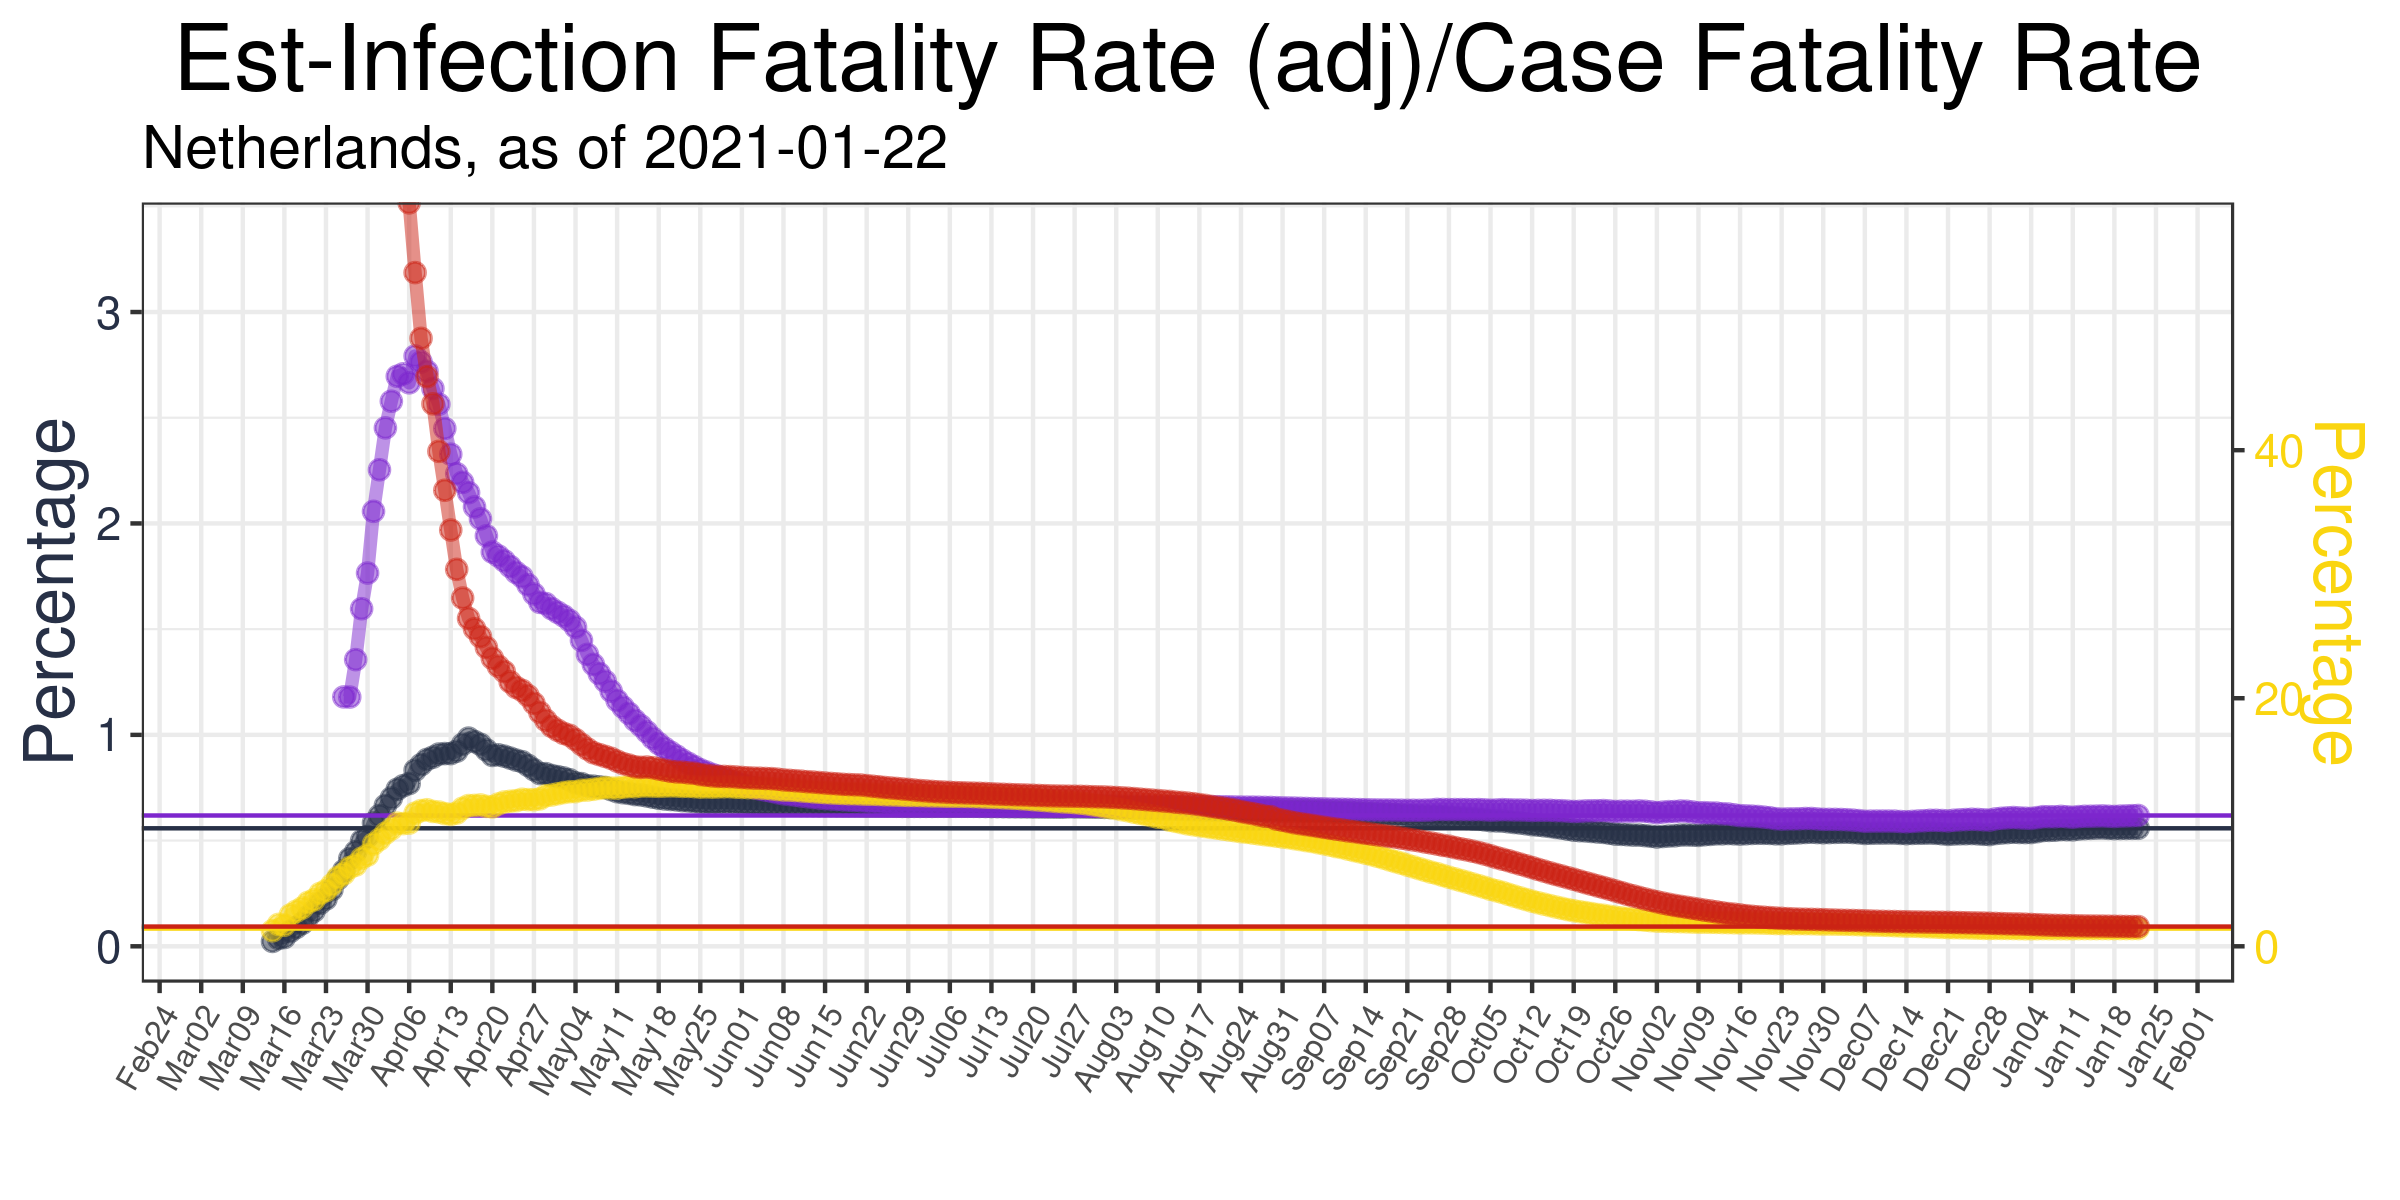 Est-Infection Fatality Rate (adj)/Case Fatality Rate
Netherlands, as of 2021-01-22
Percentage
3
2
1
0
40
20
0
Percentage
Feb24 Mar02 Mar09 Mar16 Mar23 Mar30 Apr06 Apr13 Apr20 Apr27 May04 May11 May18 May25 Jun01 Jun08 Jun15 Jun22 Jun29 Jul06 Jul13 Jul20 Jul27 Aug03 Aug10 Aug17 Aug24 Aug31 Sep07 Sep14 Sep21 Sep28 Oct05 Oct12 Oct19 Oct26 Nov02 Nov09 Nov16 Nov23 Nov30 Dec07 Dec14 Dec21 Dec28 Jan04 Jan11 Jan18 Jan25 Feb01